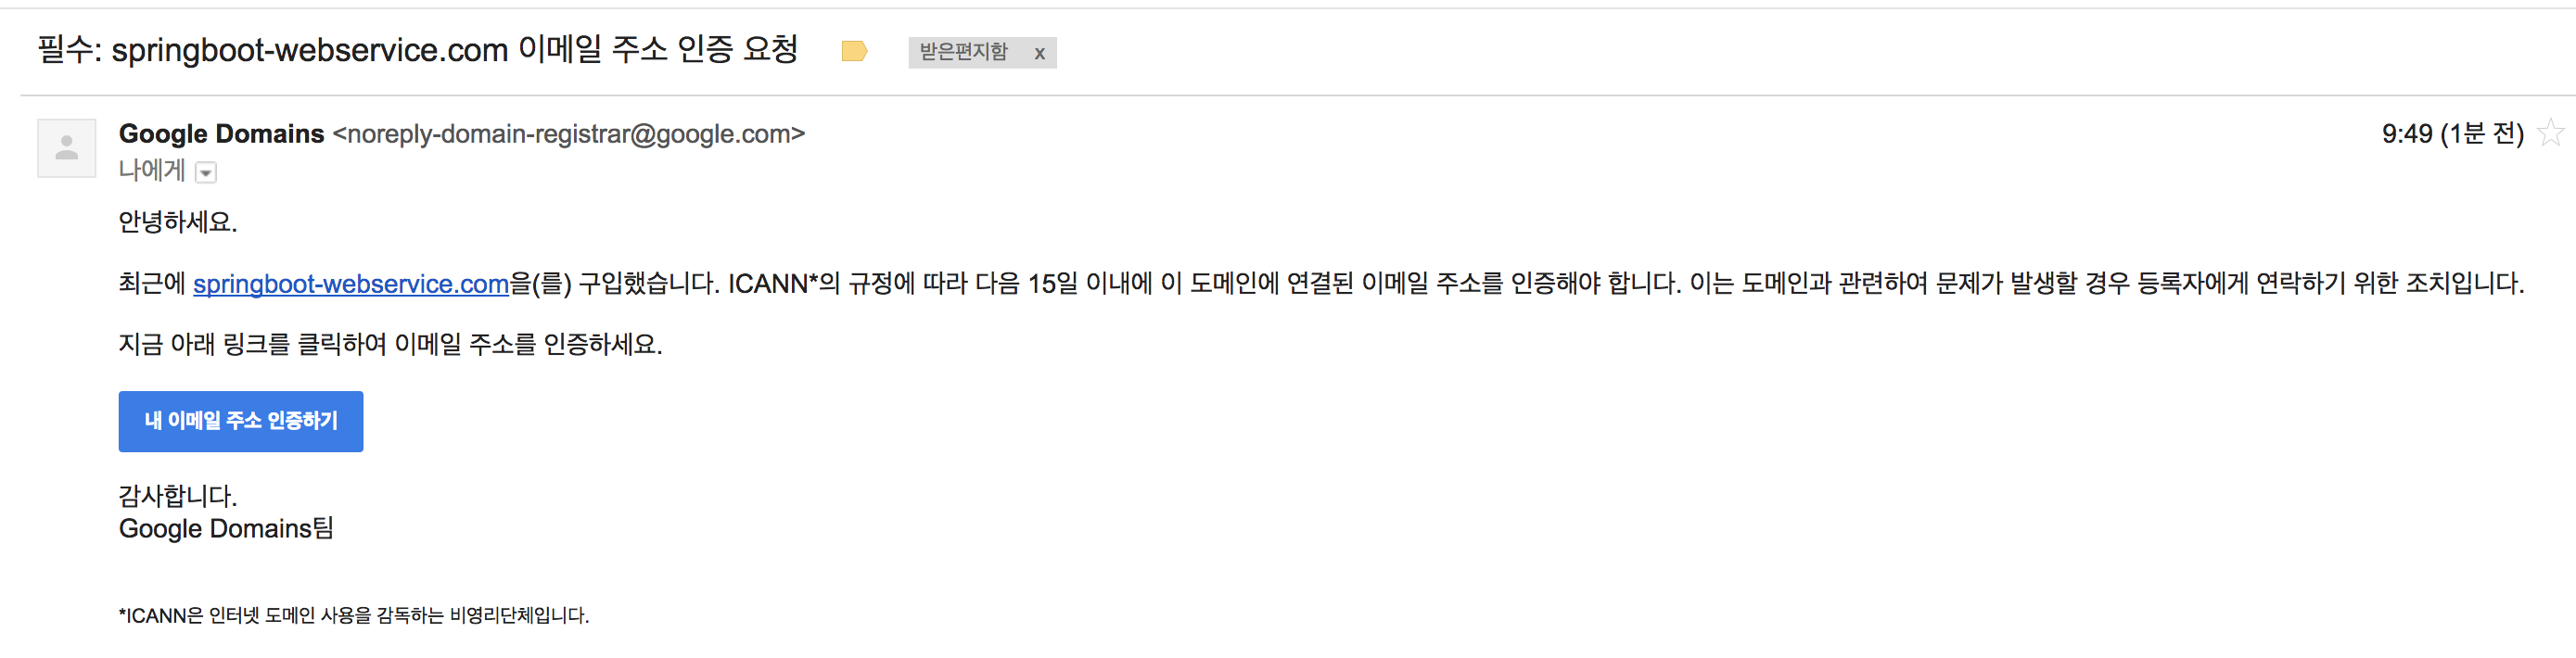 필수: springboot-webservice.com 이메일 주소 인증 요청 받은편지함 x
Google Domains <noreply-domain-registrar@google.com> 9:49 (1분 전)
나에게
안녕하세요.
최근에 springboot-webservice.com을(를) 구입했습니다. ICANN*의 규정에 따라 다음 15일 이내에 이 도메인에 연결된 이메일 주소를 인증해야 합니다. 이는 도메인과 관련하여 문제가 발생할 경우 등록자에게 연락하기 위한 조치입니다.
지금 아래 링크를 클릭하여 이메일 주소를 인증하세요.
내 이메일 주소 인증하기
감사합니다.
Google Domains팀
*ICANN은 인터넷 도메인 사용을 감독하는 비영리단체입니다.